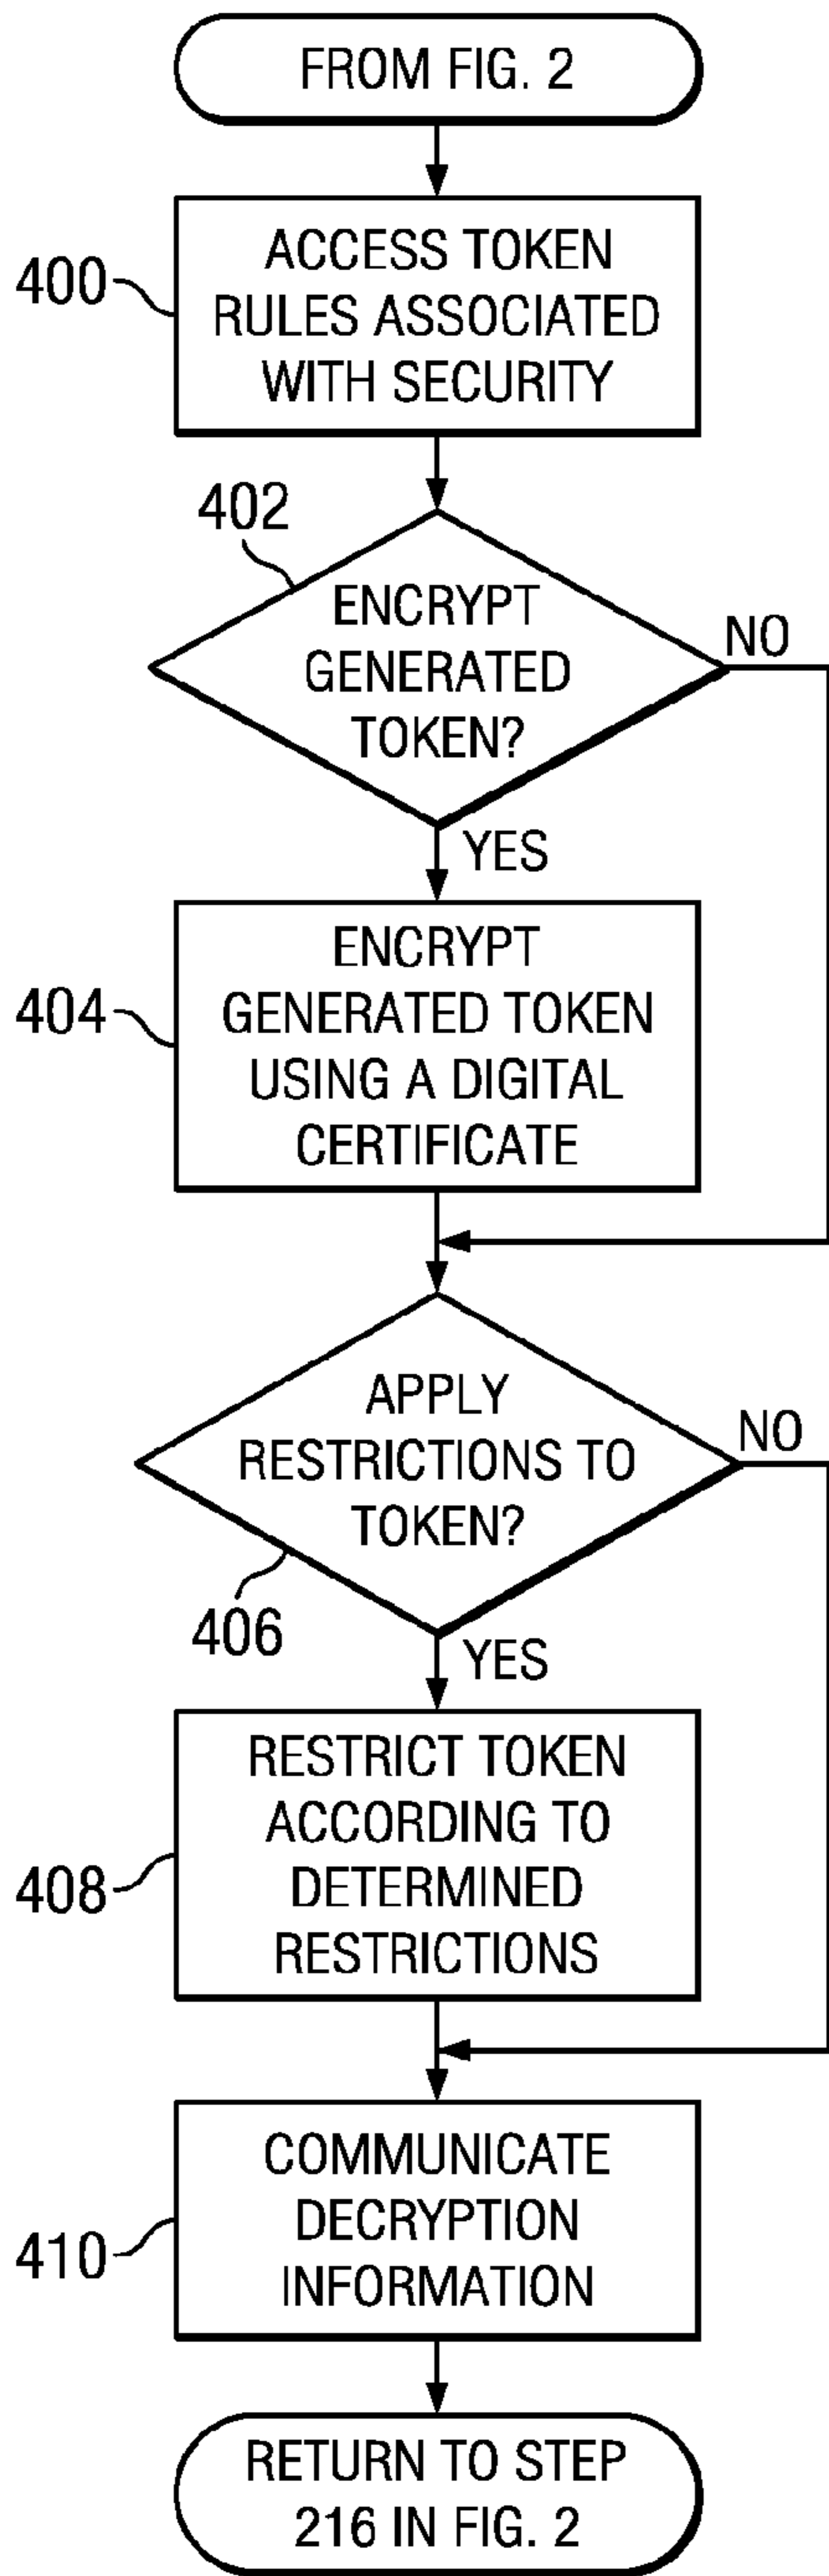 FROM FIG. 2
400
ACCESS TOKEN
RULES ASSOCIATED
WITH SECURITY
402
ENCRYPT
GENERATED
TOKEN?
NO
YES
404
ENCRYPT
GENERATED TOKEN
USING A DIGITAL
CERTIFICATE
APPLY
RESTRICTIONS TO
TOKEN?
NO
406
YES
408
RESTRICT TOKEN
ACCORDING TO
DETERMINED
RESTRICTIONS
410
COMMUNICATE
DECRYPTION
INFORMATION
RETURN TO STEP
216 IN FIG. 2